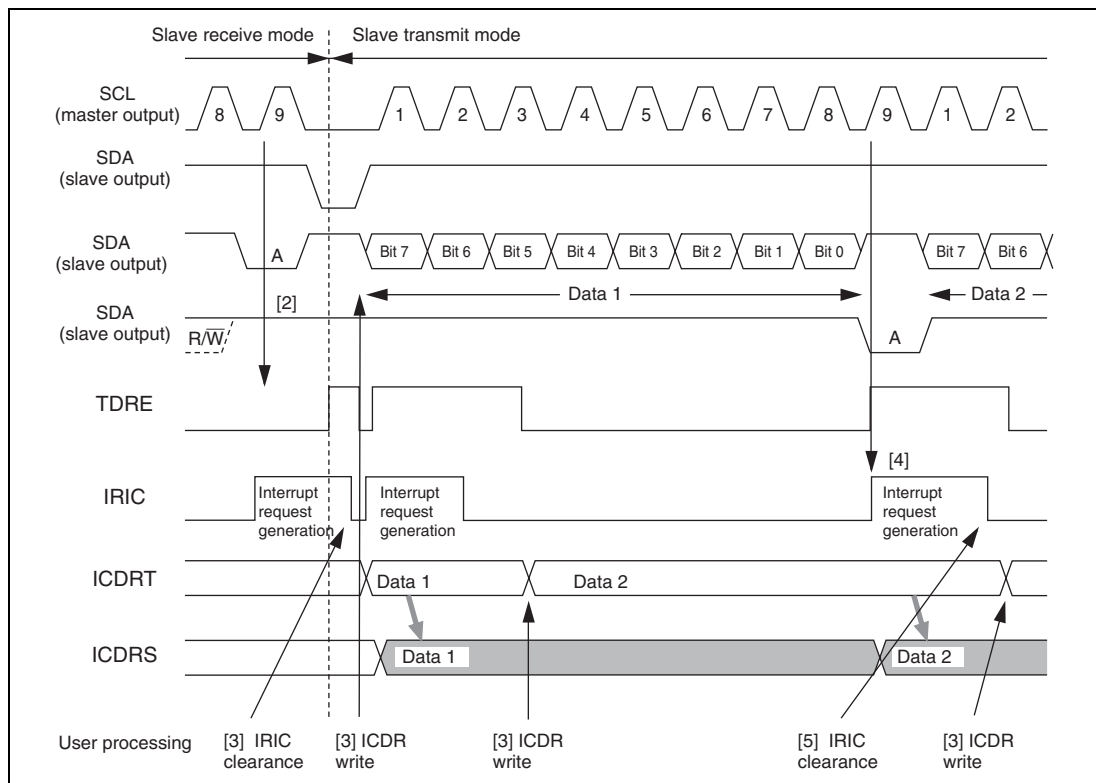 Slave receive mode Slave transmit mode
SCL
(master output)
8 9 1 2 3 4 5 6 7 8 9 1 2
SDA
(slave output)
SDA
(slave output)
A Bit 7 Bit 6 Bit 5 Bit 4 Bit 3 Bit 2 Bit 1 Bit 0 Bit 7 Bit 6
Data 1 Data 2
[2]
SDA
(slave output)
R/W̅ A
TDRE
[4]
IRIC
Interrupt request generation
Interrupt request generation
Interrupt request generation
ICDRT
Data 1 Data 2
ICDRS
Data 1 Data 2
User processing
[3] IRIC clearance
[3] ICDR write
[3] ICDR write
[5] IRIC clearance
[3] ICDR write